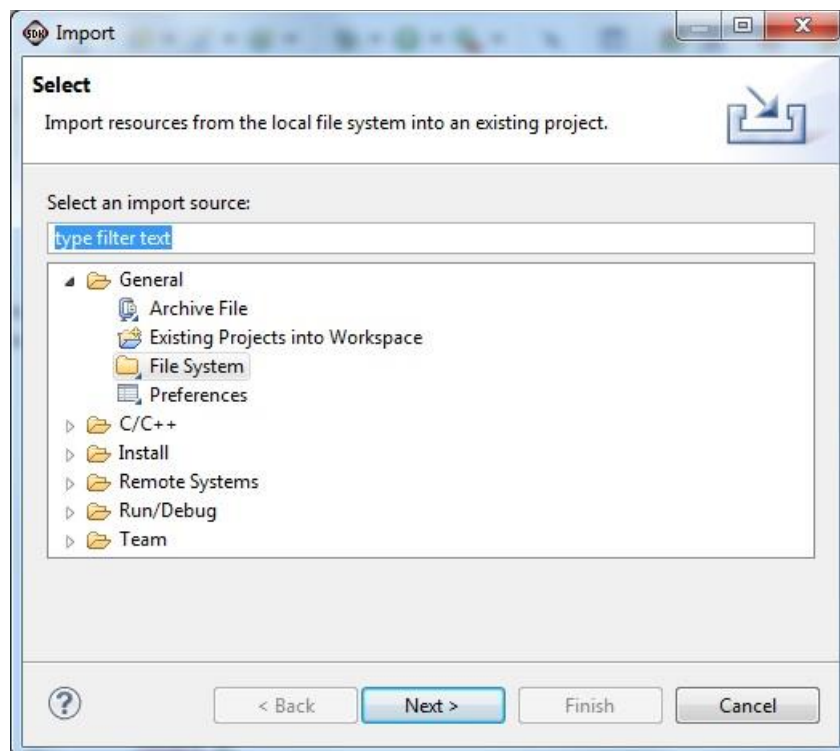 SDK Import
Select
Import resources from the local file system into an existing project.
Select an import source:
type filter text
General
Archive File
Existing Projects into Workspace
File System
Preferences
C/C++
Install
Remote Systems
Run/Debug
Team
? < Back Next > Finish Cancel